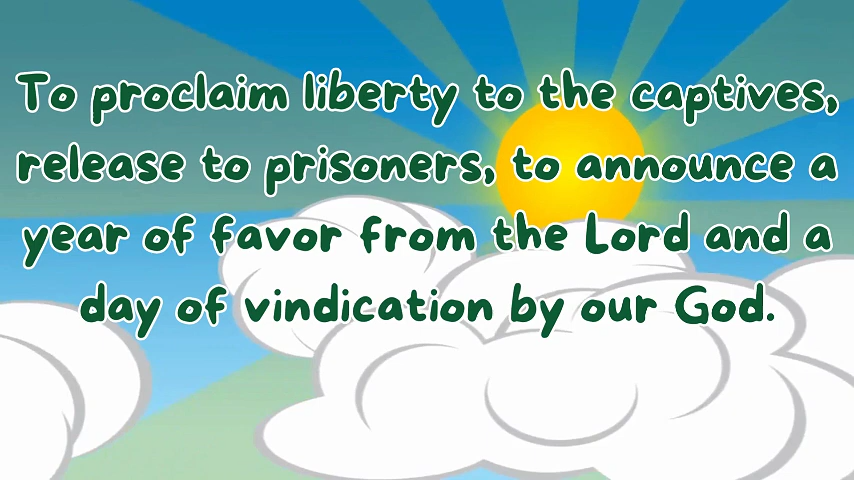 To proclaim liberty to the captives,
release to prisoners, to announce a
year of favor from the Lord and a
day of vindication by our God.